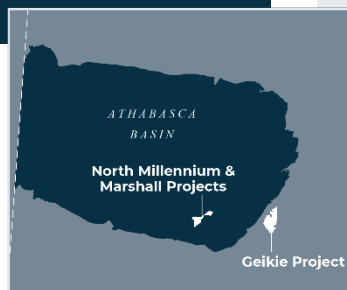 ATHABASCA
BASIN
North Millennium &
Marshall Projects
Geikie Project